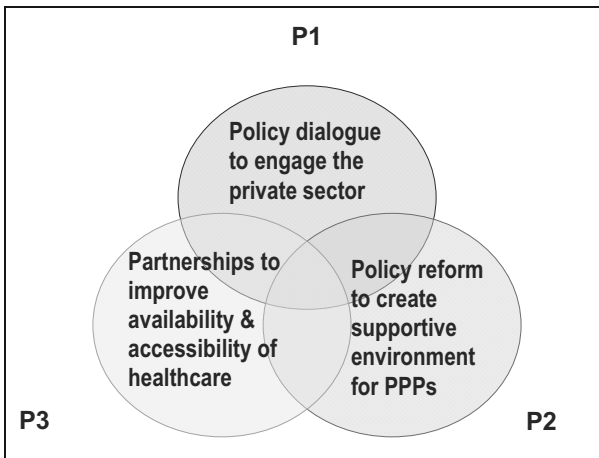 P1
Policy dialogue
to engage the
private sector
Partnerships to
improve
availability &
accessibility of
healthcare
Policy reform
to create
supportive
environment
for PPPs
P3
P2